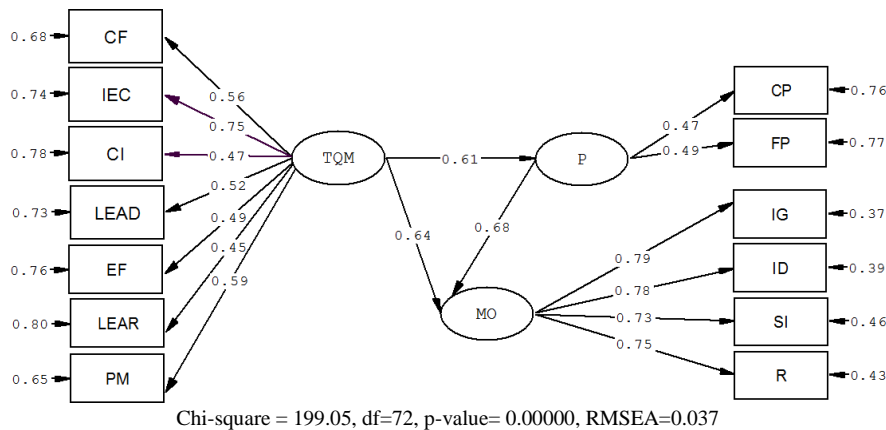 0.68 CF
0.74 IEC
0.78 CI
0.73 LEAD
0.76 EF
0.80 LEAR
0.65 PM
0.56
0.75
0.47
0.52
0.49
0.45
0.59
TQM
0.61
0.64
P
0.68
MO
0.47
0.49
0.79
0.78
0.73
0.75
CP 0.76
FP 0.77
IG 0.37
ID 0.39
SI 0.46
R 0.43
Chi-square = 199.05, df=72, p-value= 0.00000, RMSEA=0.037